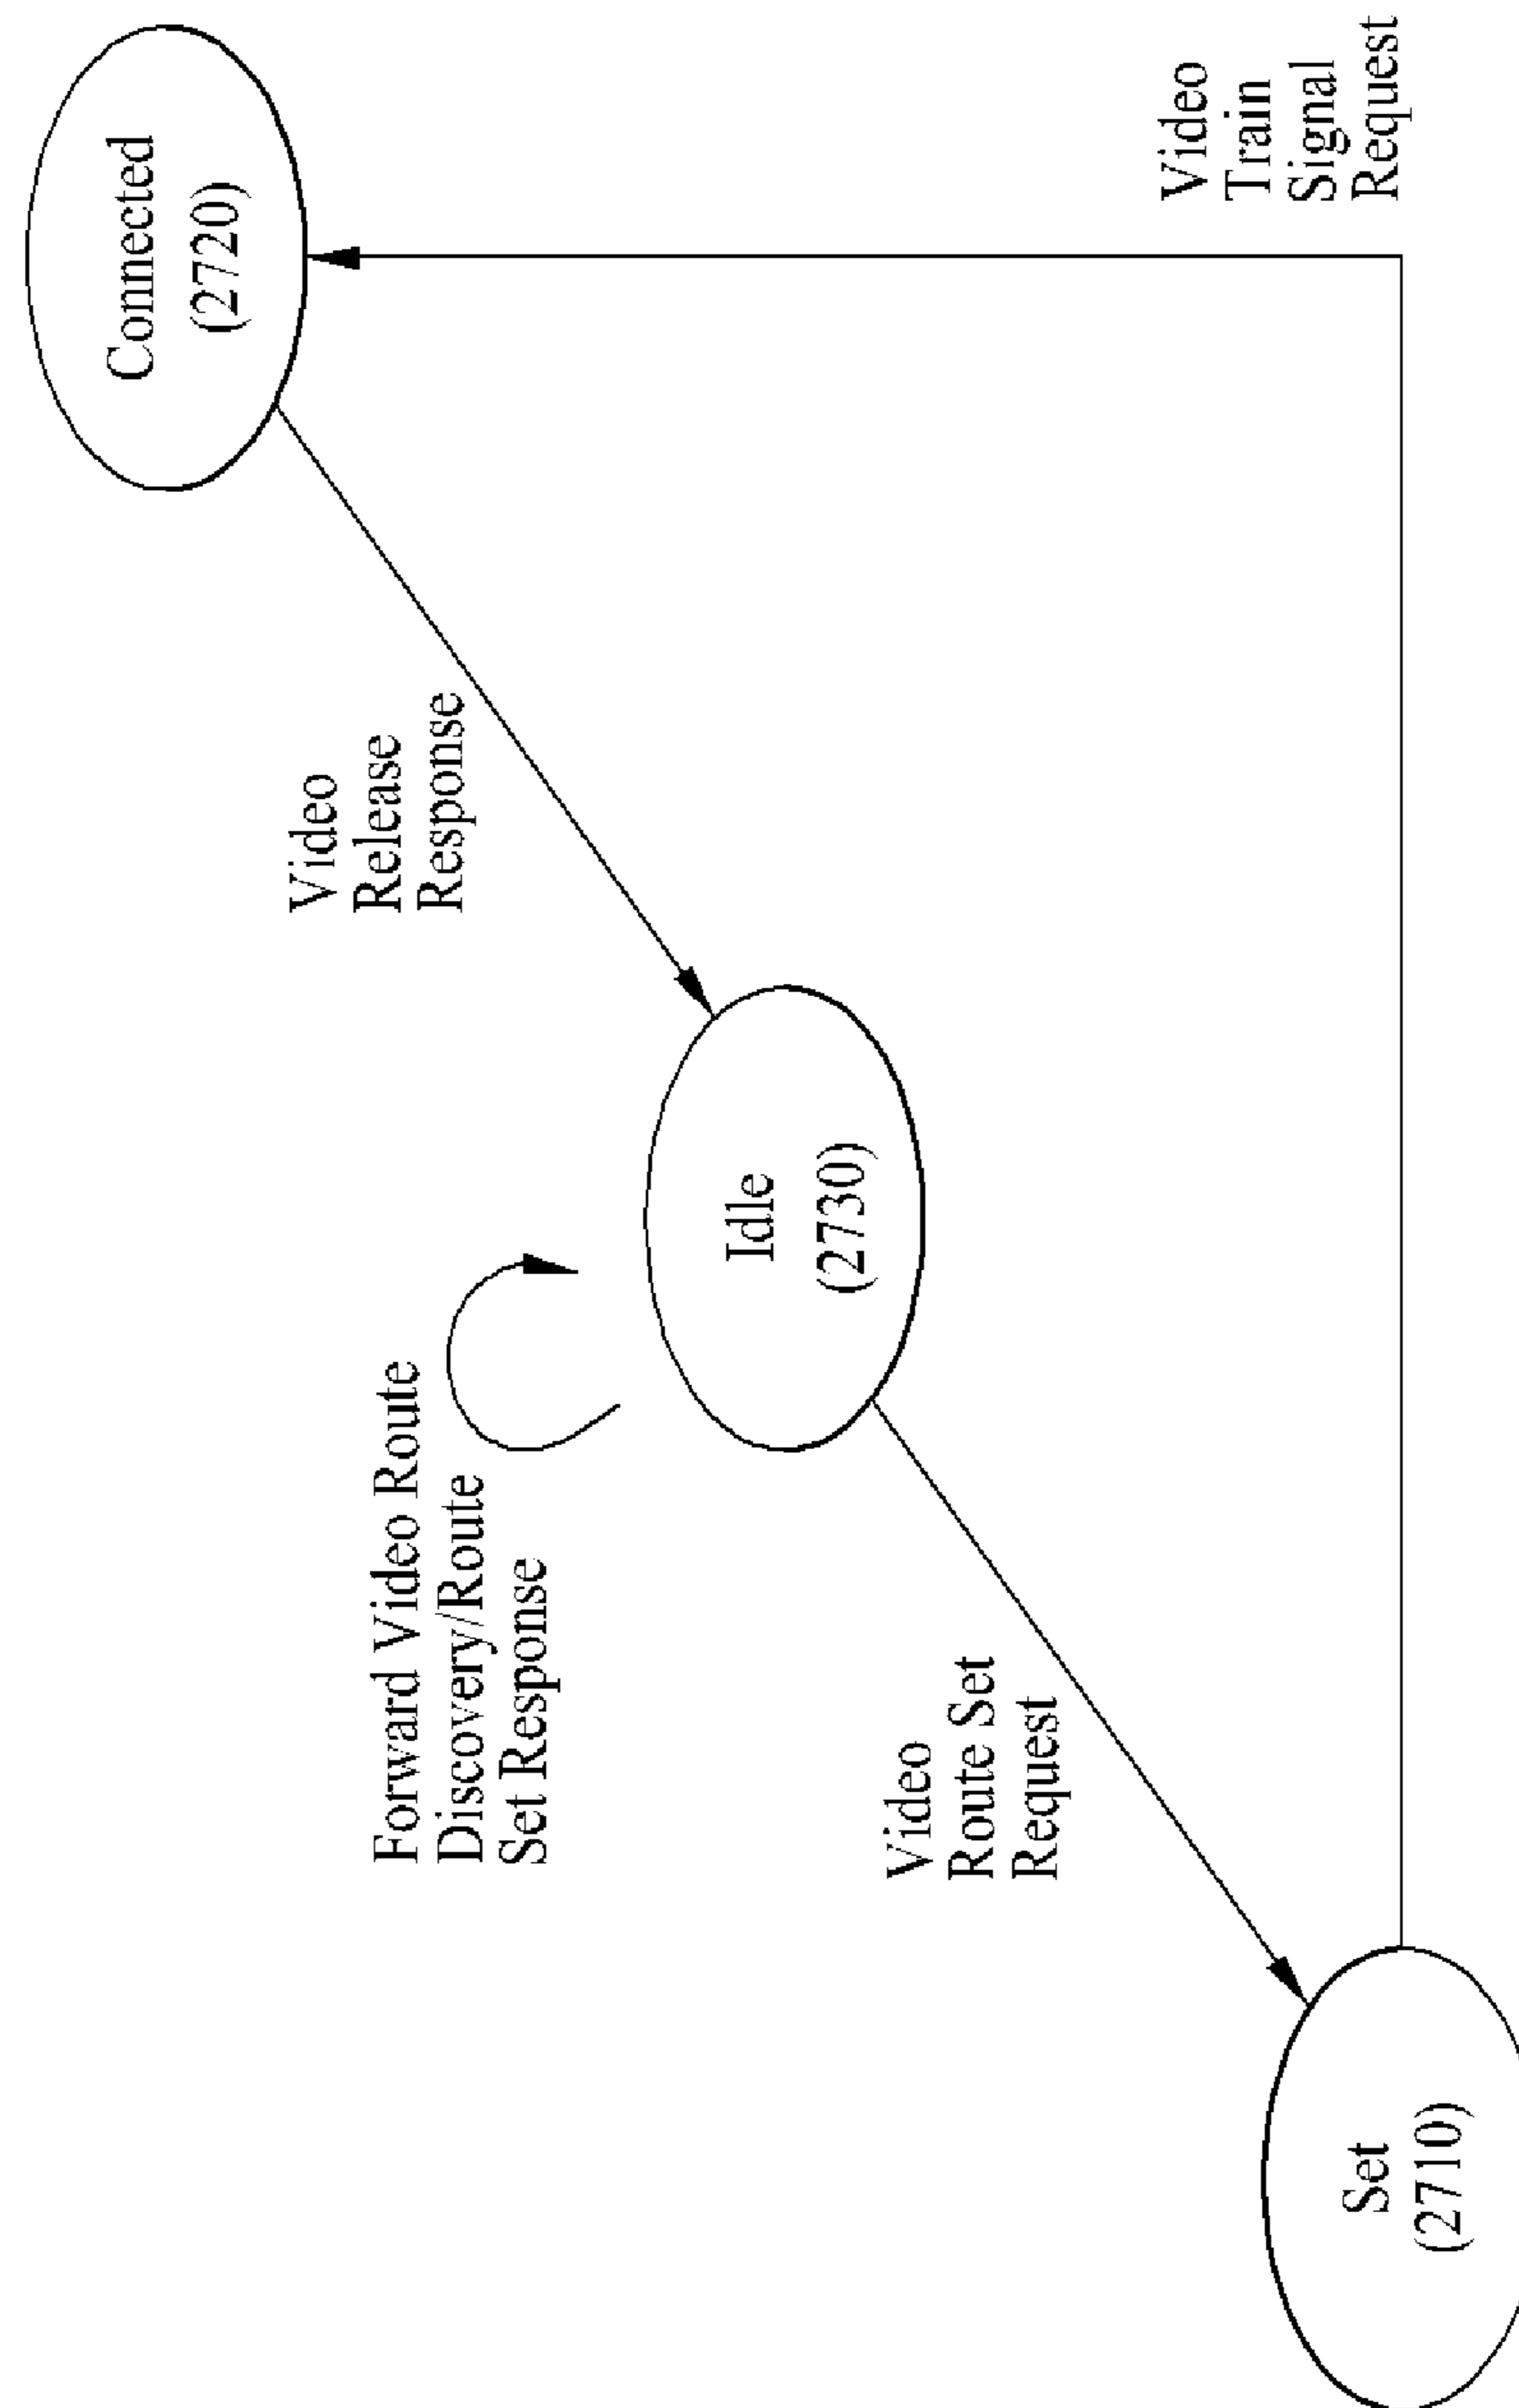 Connected
(2720)
Video
Release
Response
Forward Video Route
Discovery/Route
Set Response
Idle
(2730)
Video
Route Set
Request
Set
(2710)
Video
Train
Signal
Request